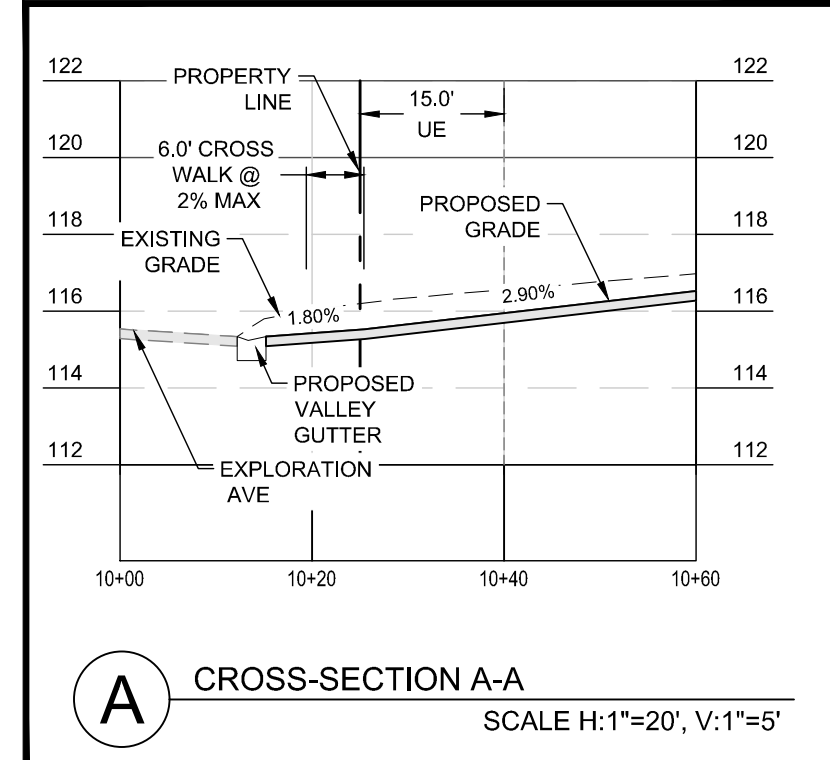 122
122
PROPERTY
LINE
15.0'
UE
120
120
6.0' CROSS
WALK @
2% MAX
PROPOSED
GRADE
118
118
EXISTING
GRADE
116
116
1.80%
2.90%
114
114
PROPOSED
VALLEY
GUTTER
112
112
EXPLORATION
AVE
10+00
10+20
10+40
10+60
A
CROSS-SECTION A-A
SCALE H:1"=20', V:1"=5'